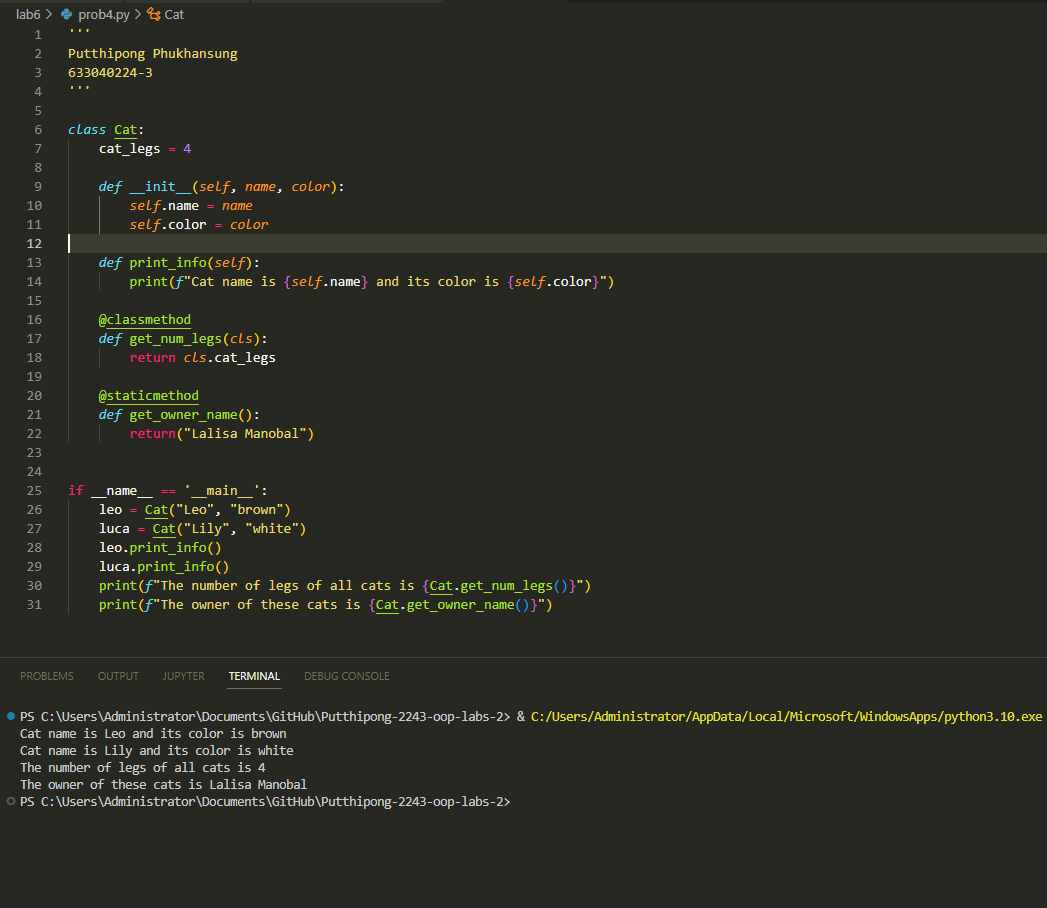 lab6 > prob4.py > Cat
1 '''
2 Putthipong Phukhansung
3 633040224-3
4 '''
5
6 class Cat:
7     cat_legs = 4
8
9     def __init__(self, name, color):
10         self.name = name
11         self.color = color
12
13     def print_info(self):
14         print(f"Cat name is {self.name} and its color is {self.color}")
15
16     @classmethod
17     def get_num_legs(cls):
18         return cls.cat_legs
19
20     @staticmethod
21     def get_owner_name():
22         return("Lalisa Manobal")
23
24
25 if __name__ == '__main__':
26     leo = Cat("Leo", "brown")
27     luca = Cat("Lily", "white")
28     leo.print_info()
29     luca.print_info()
30     print(f"The number of legs of all cats is {Cat.get_num_legs()}")
31     print(f"The owner of these cats is {Cat.get_owner_name()}")
PROBLEMS OUTPUT JUPYTER TERMINAL DEBUG CONSOLE
PS C:\Users\Administrator\Documents\GitHub\Putthipong-2243-oop-labs-2> & C:/Users/Administrator/AppData/Local/Microsoft/WindowsApps/python3.10.exe
Cat name is Leo and its color is brown
Cat name is Lily and its color is white
The number of legs of all cats is 4
The owner of these cats is Lalisa Manobal
PS C:\Users\Administrator\Documents\GitHub\Putthipong-2243-oop-labs-2>